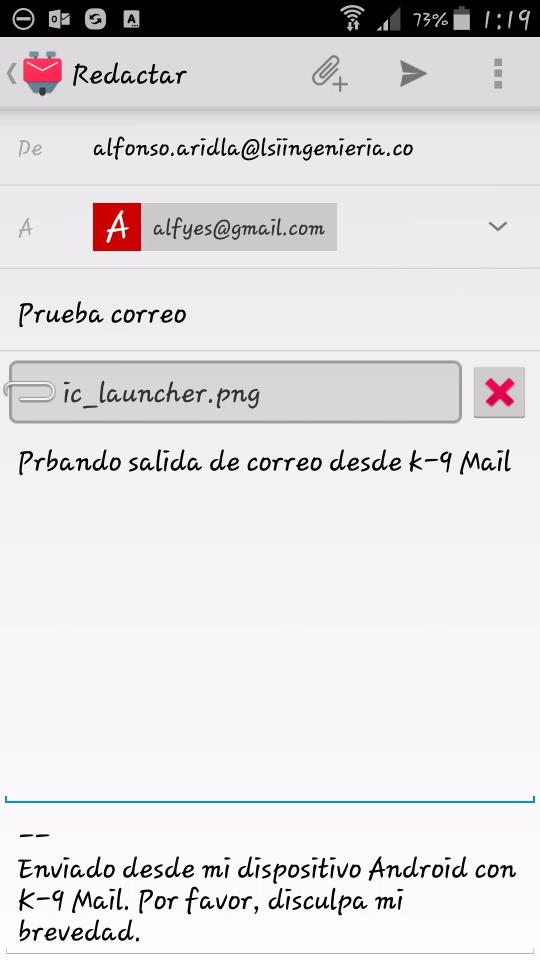 73% 1:19
Redactar
De alfonso.aridla@lsiingenieria.co
A A alfyes@gmail.com
Prueba correo
ic_launcher.png
Prbando salida de correo desde K-9 Mail
--
Enviado desde mi dispositivo Android con
K-9 Mail. Por favor, disculpa mi
brevedad.